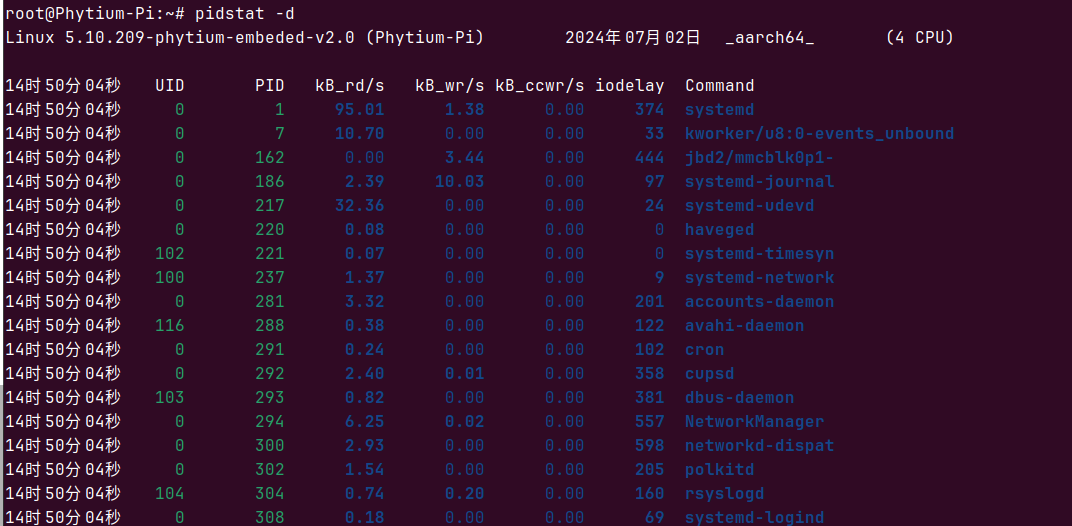 root@Phytium-Pi:~# pidstat -d
Linux 5.10.209-phytium-embeded-v2.0 (Phytium-Pi) 2024年07月02日 _aarch64_ (4 CPU)
14时50分04秒 UID PID kB_rd/s kB_wr/s kB_ccwr/s iodelay Command
14时50分04秒 0 1 95.01 1.38 0.00 374 systemd
14时50分04秒 0 7 10.70 0.00 0.00 33 kworker/u8:0-events_unbound
14时50分04秒 0 162 0.00 3.44 0.00 444 jbd2/mmcblk0p1-
14时50分04秒 0 186 2.39 10.03 0.00 97 systemd-journal
14时50分04秒 0 217 32.36 0.00 0.00 24 systemd-udevd
14时50分04秒 0 220 0.08 0.00 0.00 0 haveged
14时50分04秒 102 221 0.07 0.00 0.00 0 systemd-timesyn
14时50分04秒 100 237 1.37 0.00 0.00 9 systemd-network
14时50分04秒 0 281 3.32 0.00 0.00 201 accounts-daemon
14时50分04秒 116 288 0.38 0.00 0.00 122 avahi-daemon
14时50分04秒 0 291 0.24 0.00 0.00 102 cron
14时50分04秒 0 292 2.40 0.01 0.00 358 cupsd
14时50分04秒 103 293 0.82 0.00 0.00 381 dbus-daemon
14时50分04秒 0 294 6.25 0.02 0.00 557 NetworkManager
14时50分04秒 0 300 2.93 0.00 0.00 598 networkd-dispat
14时50分04秒 0 302 1.54 0.00 0.00 205 polkitd
14时50分04秒 104 304 0.74 0.20 0.00 160 rsyslogd
14时50分04秒 0 308 0.18 0.00 0.00 69 systemd-logind